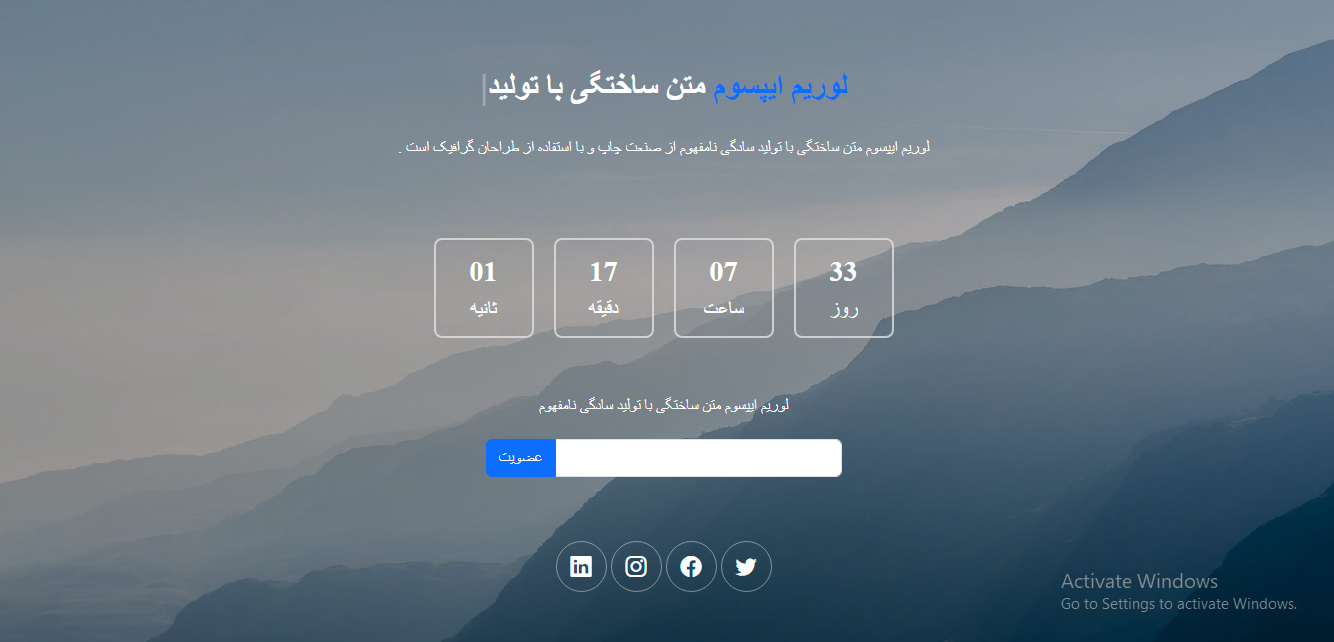 لوریم ایپسوم متن ساختگی با تولید
لوریم ایپسوم متن ساختگی با تولید سادگی نامفهوم از صنعت چاپ و با استفاده از طراحان گرافیک است .
33 07 17 01
روز ساعت دقیقه ثانیه
لوریم ایپسوم متن ساختگی با تولید سادگی نامفهوم
عضویت
Activate Windows
Go to Settings to activate Windows.